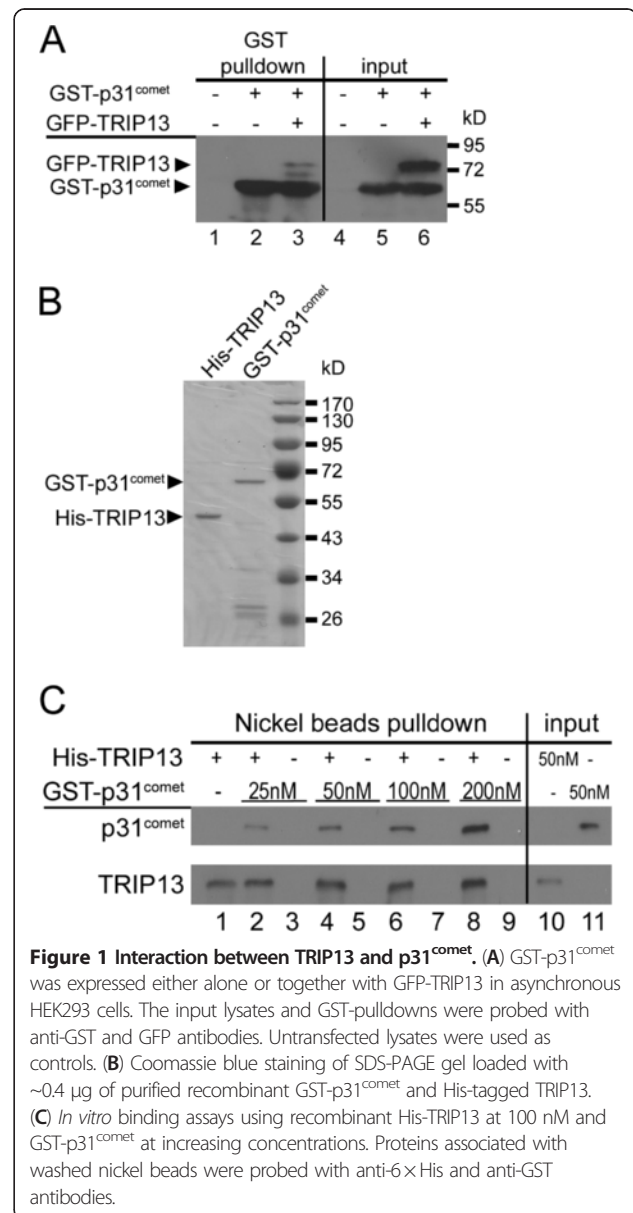 A
GST
pulldown input
GST-p31comet - + + - + +
GFP-TRIP13 - - + - - + kD
95
GFP-TRIP13 72
GST-p31comet
55
1 2 3 4 5 6
B
His-TRIP13 GST-p31comet
kD
170
130
95
72
GST-p31comet
55
His-TRIP13
43
34
26
C
Nickel beads pulldown input
His-TRIP13 + + - + - + - + - 50nM -
GST-p31comet - 25nM 50nM 100nM 200nM - 50nM
p31comet
TRIP13
1 2 3 4 5 6 7 8 9 10 11
Figure 1 Interaction between TRIP13 and p31comet. (A) GST-p31comet
was expressed either alone or together with GFP-TRIP13 in asynchronous
HEK293 cells. The input lysates and GST-pulldowns were probed with
anti-GST and GFP antibodies. Untransfected lysates were used as
controls. (B) Coomassie blue staining of SDS-PAGE gel loaded with
~0.4 μg of purified recombinant GST-p31comet and His-tagged TRIP13.
(C) In vitro binding assays using recombinant His-TRIP13 at 100 nM and
GST-p31comet at increasing concentrations. Proteins associated with
washed nickel beads were probed with anti-6×His and anti-GST
antibodies.